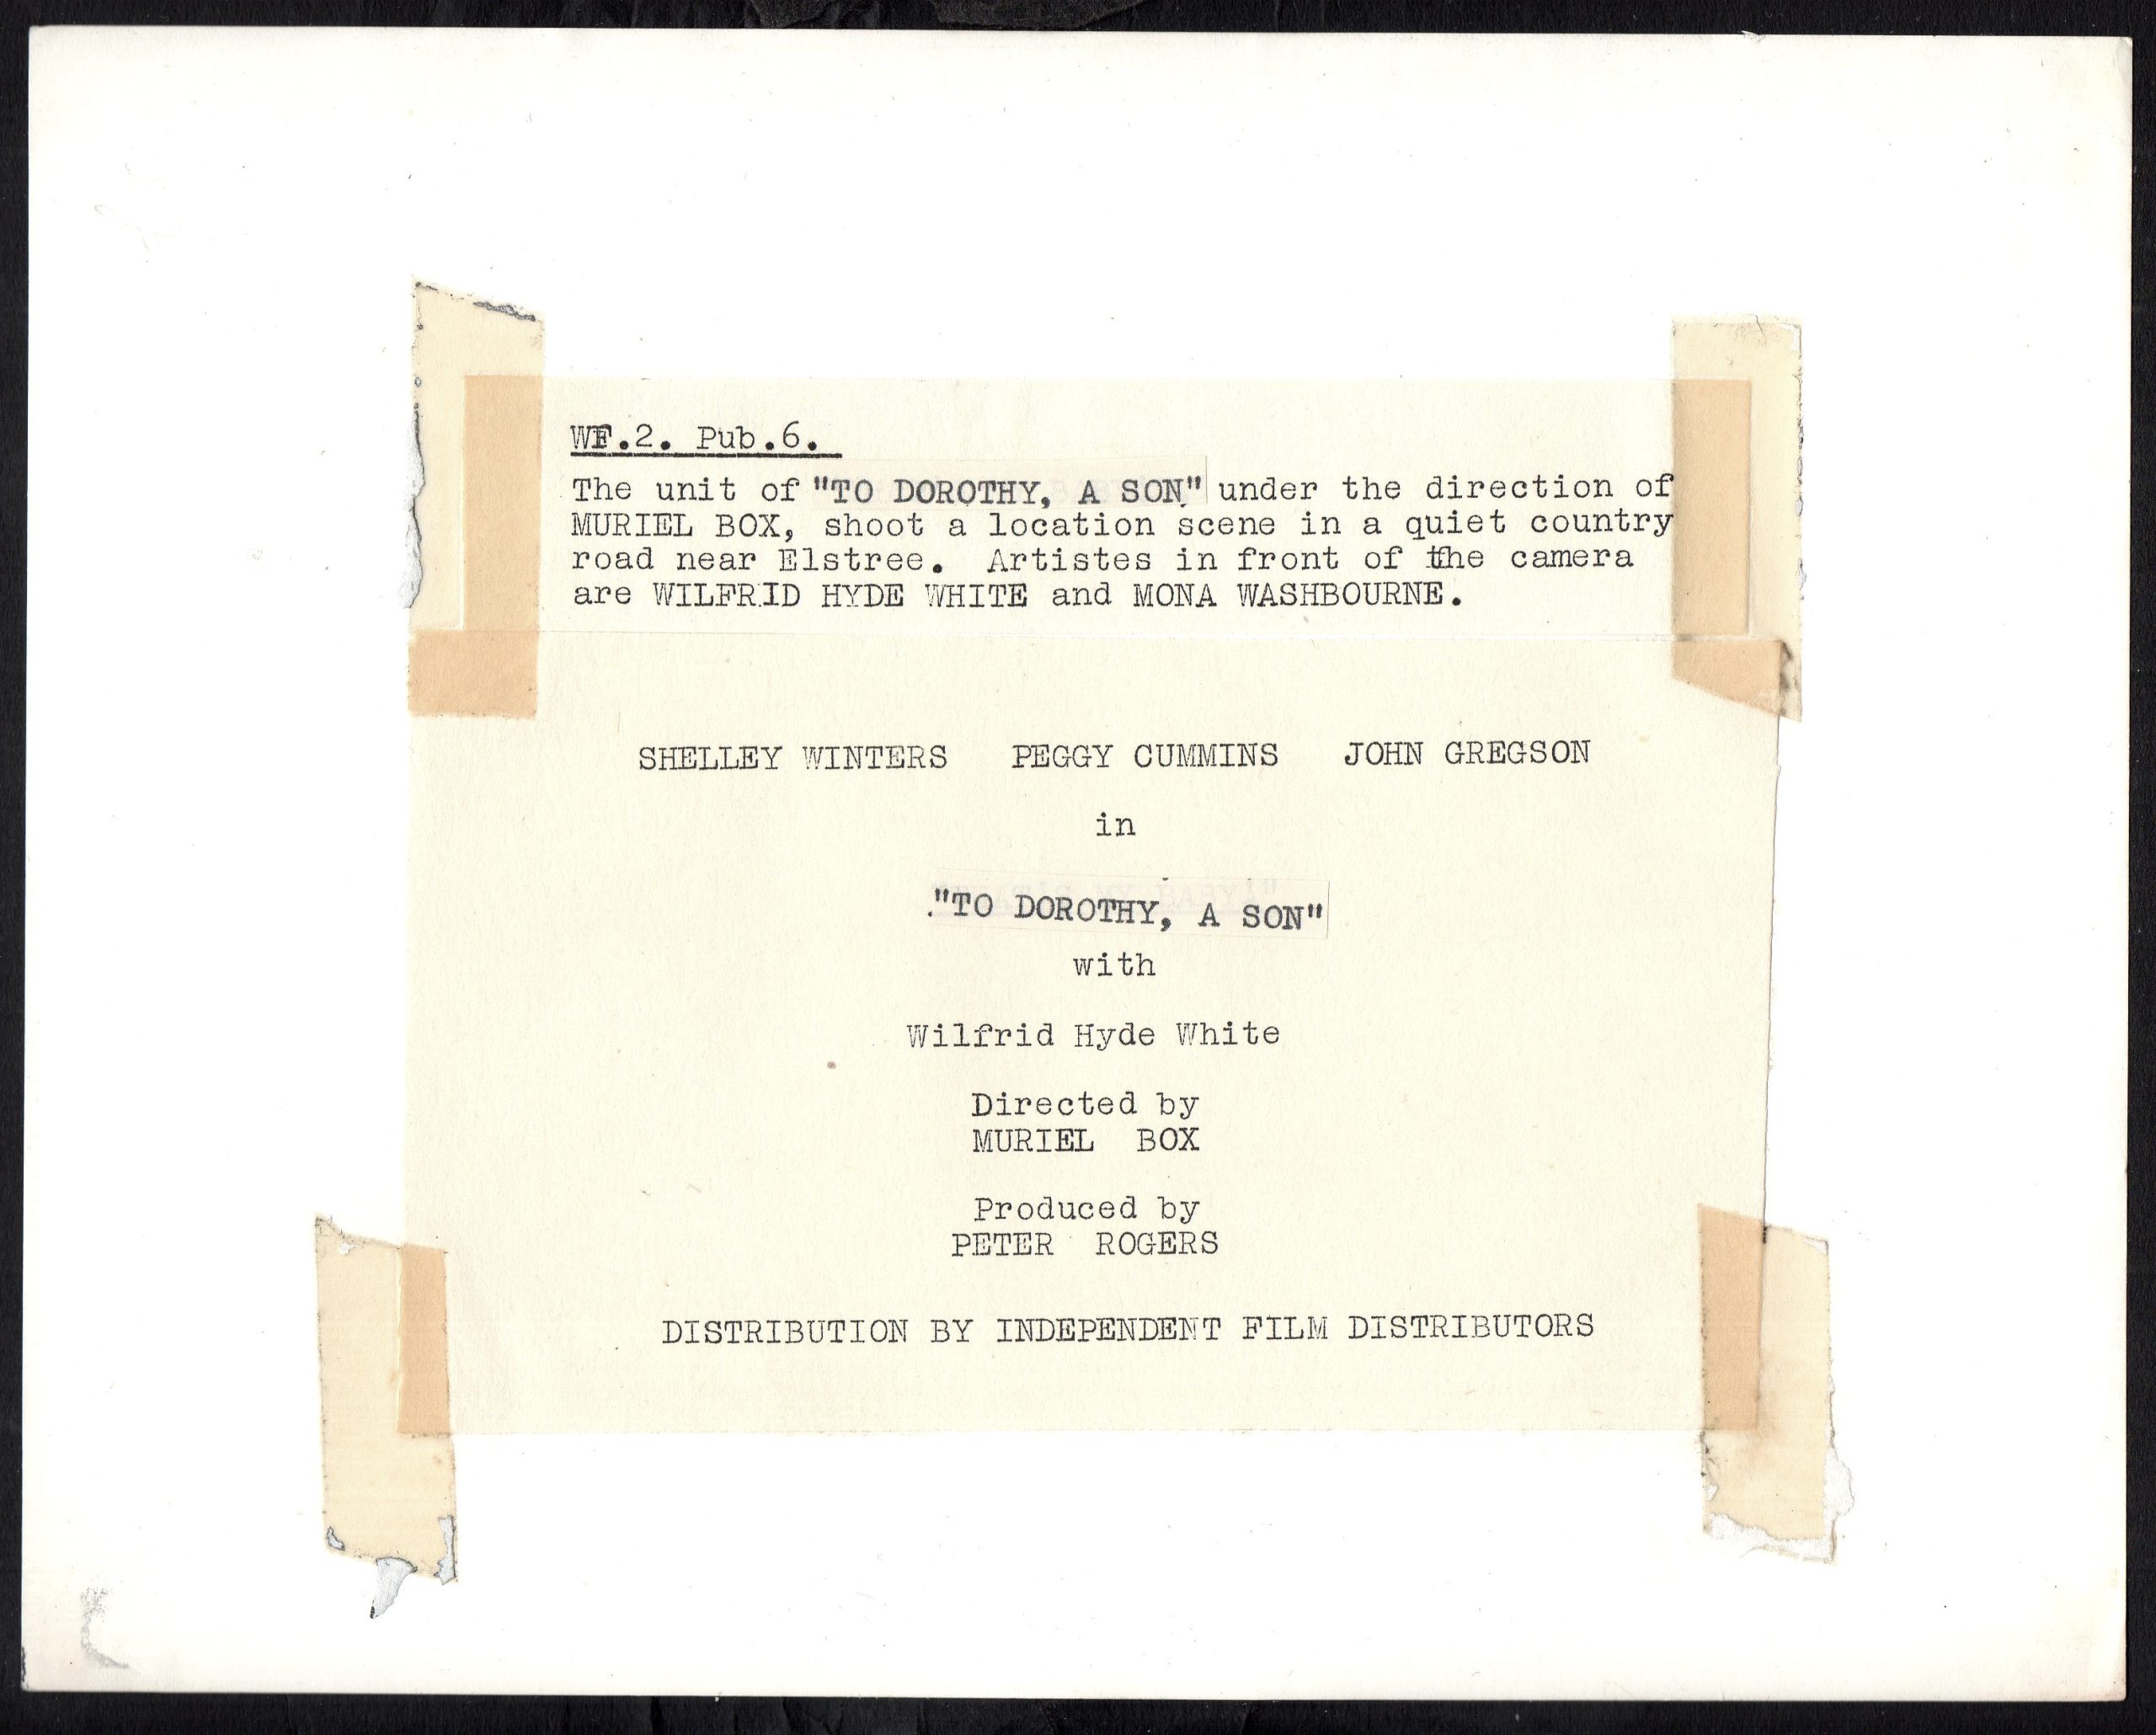 WF.2. Pub.6.
The unit of "TO DOROTHY, A SON" under the direction of
MURIEL BOX, shoot a location scene in a quiet country
road near Elstree. Artistes in front of the camera
are WILFRID HYDE WHITE and MONA WASHBOURNE.
SHELLEY WINTERS PEGGY CUMMINS JOHN GREGSON
in
"TO DOROTHY, A SON"
with
Wilfrid Hyde White
Directed by
MURIEL BOX
Produced by
PETER ROGERS
DISTRIBUTION BY INDEPENDENT FILM DISTRIBUTORS